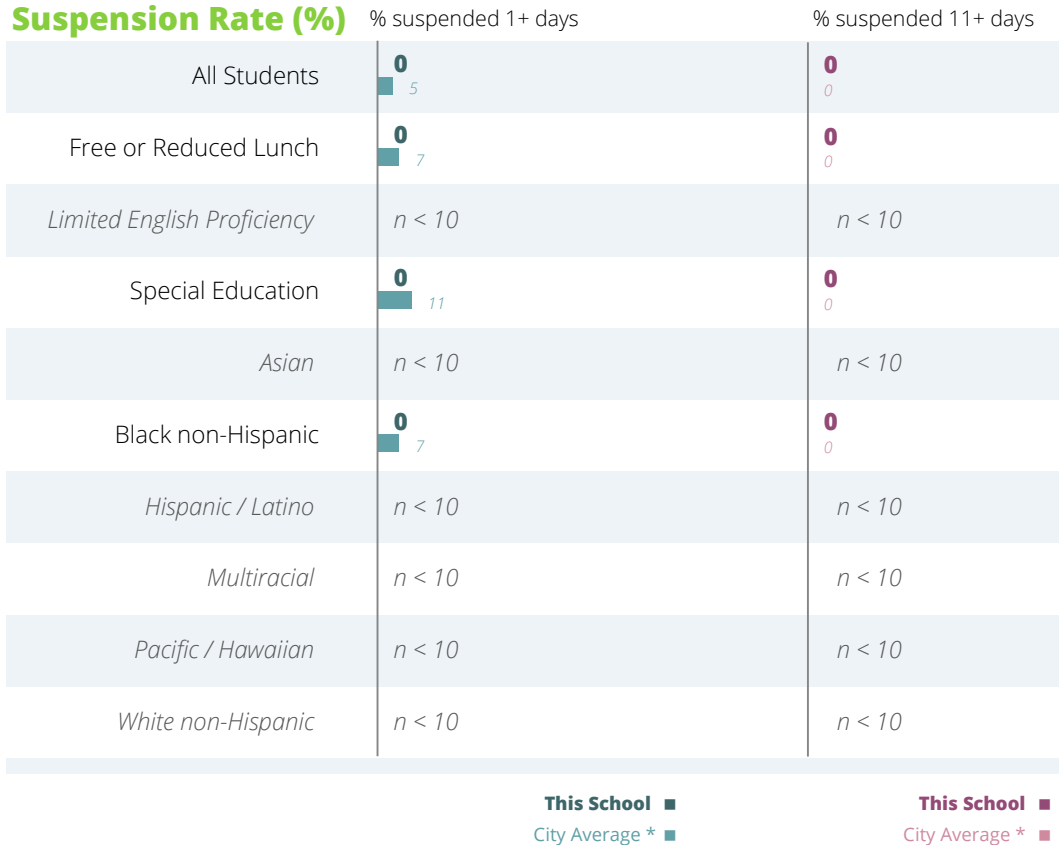 Suspension Rate (%) % suspended 1+ days % suspended 11+ days
All Students 0 0
5 0
Free or Reduced Lunch 0 0
7 0
Limited English Proficiency n < 10 n < 10
Special Education 0 0
11 0
Asian n < 10 n < 10
Black non-Hispanic 0 0
7 0
Hispanic / Latino n < 10 n < 10
Multiracial n < 10 n < 10
Pacific / Hawaiian n < 10 n < 10
White non-Hispanic n < 10 n < 10
This School This School
City Average * City Average *